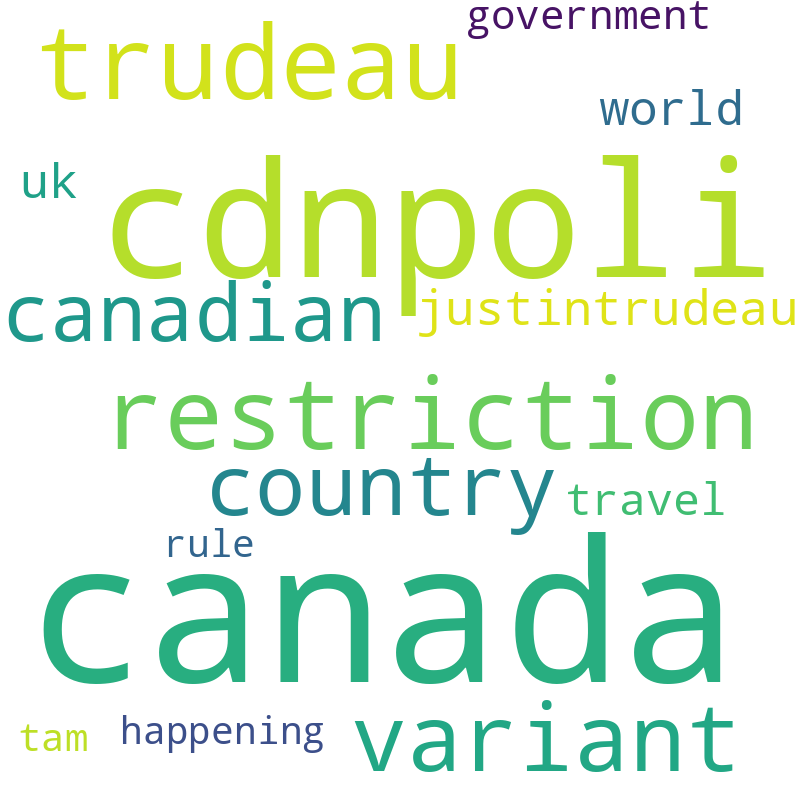 government
trudeau
world
uk
cdnpoli
canadian
justintrudeau
restriction
country
travel
rule
canada
variant
tam
happening